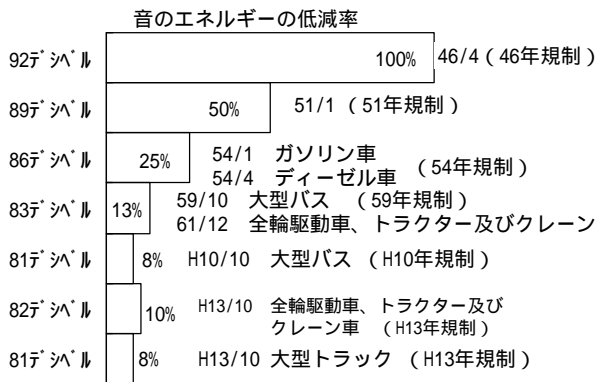 音のエネルギーの低減率
92デシベル 100% 46/4（46年規制）
89デシベル 50% 51/1（51年規制）
86デシベル 25% 54/1 ガソリン車
54/4 ディーゼル車 （54年規制）
83デシベル 13% 59/10 大型バス （59年規制）
61/12 全輪駆動車、トラクター及びクレーン
81デシベル 8% H10/10 大型バス （H10年規制）
82デシベル 10% H13/10 全輪駆動車、トラクター及び
クレーン車 （H13年規制）
81デシベル 8% H13/10 大型トラック （H13年規制）